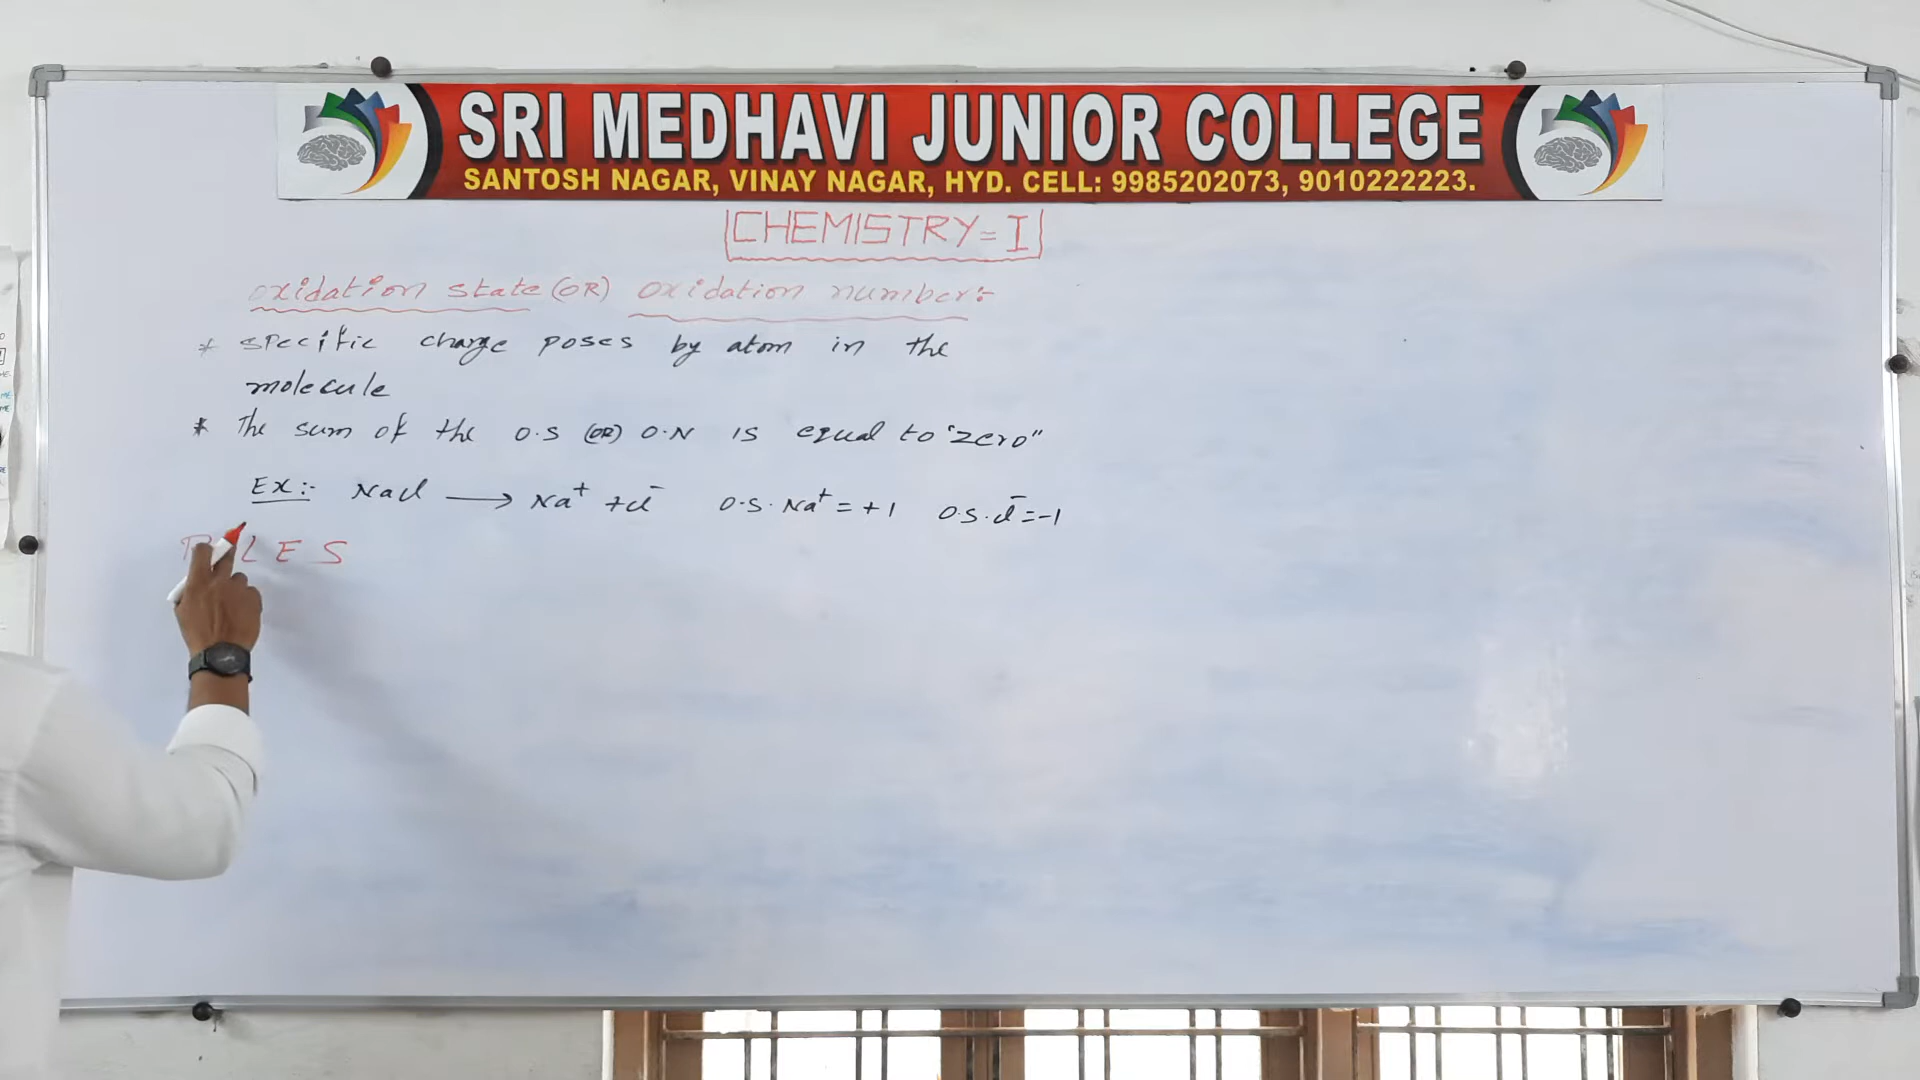 SRI MEDHAVI JUNIOR COLLEGE
SANTOSH NAGAR, VINAY NAGAR, HYD. CELL: 9985202073, 9010222223.
CHEMISTRY = I
oxidation state (OR) oxidation number :-
* specific charge poses by atom in the
molecule
* The sum of the O.S (OR) O.N is equal to "zero"
Ex:- NaCl ⟶ Na⁺ + Cl⁻ O.S. Na⁺ = +1 O.S. Cl⁻ = -1
LES